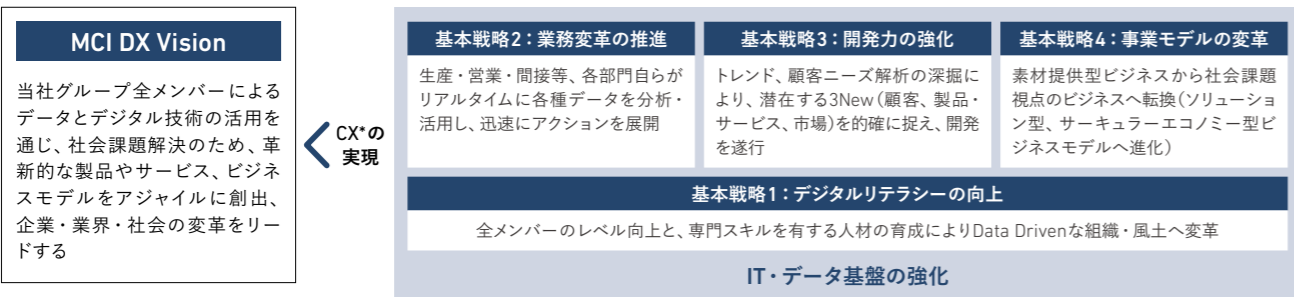 MCI DX Vision
当社グループ全メンバーによる
データとデジタル技術の活用を
通じ、社会課題解決のため、革
新的な製品やサービス、ビジネ
スモデルをアジャイルに創出、
企業・業界・社会の変革をリー
ドする
CX*の
実現
基本戦略2：業務変革の推進
生産・営業・間接等、各部門自らが
リアルタイムに各種データを分析・
活用し、迅速にアクションを展開
基本戦略3：開発力の強化
トレンド、顧客ニーズ解析の深掘に
より、潜在する3New（顧客、製品・
サービス、市場）を的確に捉え、開発
を遂行
基本戦略4：事業モデルの変革
素材提供型ビジネスから社会課題
視点のビジネスへ転換（ソリューショ
ン型、サーキュラーエコノミー型ビ
ジネスモデルへ進化）
基本戦略1：デジタルリテラシーの向上
全メンバーのレベル向上と、専門スキルを有する人材の育成によりData Drivenな組織・風土へ変革
IT・データ基盤の強化